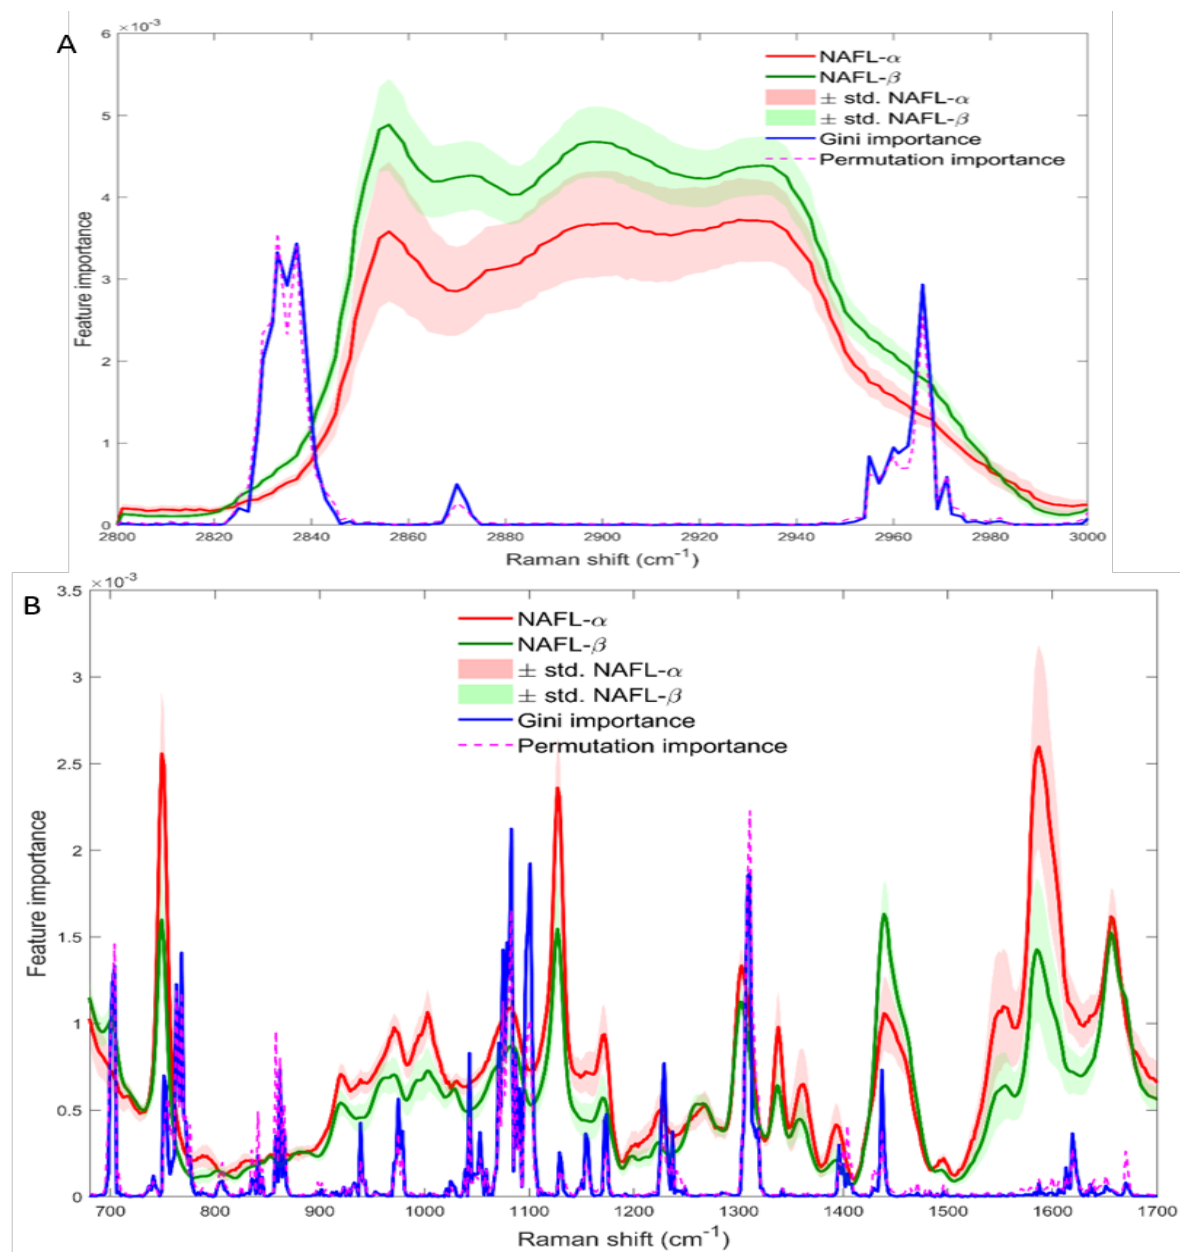 A
×10⁻³
6
5
4
3
2
1
0
Feature importance
NAFL-α
NAFL-β
± std. NAFL-α
± std. NAFL-β
Gini importance
Permutation importance
2800 2820 2840 2860 2880 2900 2920 2940 2960 2980 3000
Raman shift (cm⁻¹)
B
×10⁻³
3.5
3
2.5
2
1.5
1
0.5
0
Feature importance
NAFL-α
NAFL-β
± std. NAFL-α
± std. NAFL-β
Gini importance
Permutation importance
700 800 900 1000 1100 1200 1300 1400 1500 1600 1700
Raman shift (cm⁻¹)